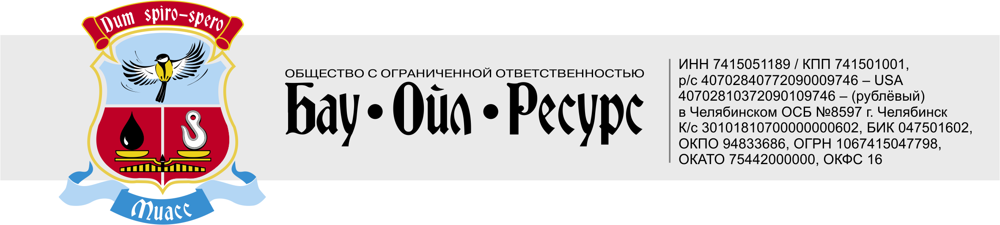 Dum spiro-spero
Миасс
ОБЩЕСТВО С ОГРАНИЧЕННОЙ ОТВЕТСТВЕННОСТЬЮ
Бау • Ойл • Ресурс
ИНН 7415051189 / КПП 741501001,
р/с 40702840772090009746 – USA
40702810372090109746 – (рублёвый)
в Челябинском ОСБ №8597 г. Челябинск
К/с 30101810700000000602, БИК 047501602,
ОКПО 94833686, ОГРН 1067415047798,
ОКАТО 75442000000, ОКФС 16